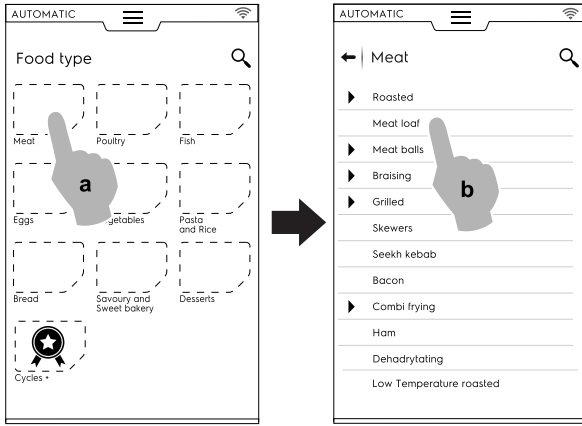 AUTOMATIC
Food type
Meat
Poultry
Fish
a
Eggs
getables
Pasta
and Rice
Bread
Savoury and
Sweet bakery
Desserts
Cycles +
AUTOMATIC
Meat
Roasted
Meat loaf
Meat balls
Braising
b
Grilled
Skewers
Seekh kebab
Bacon
Combi frying
Ham
Dehadrytating
Low Temperature roasted